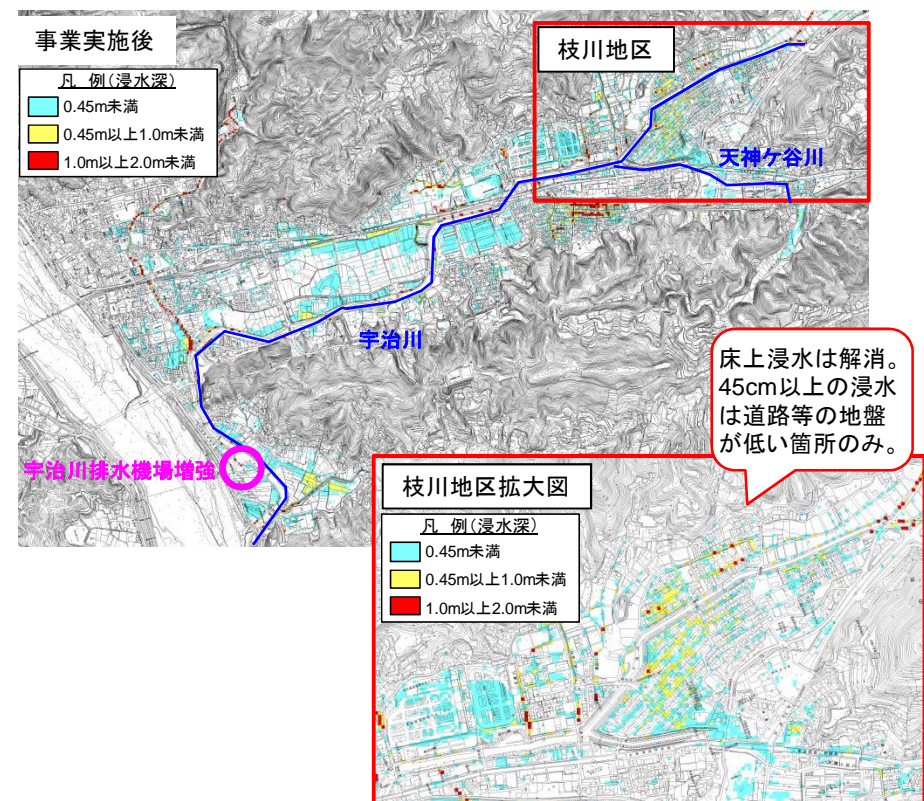 事業実施後
凡 例(浸水深)
0.45m未満
0.45m以上1.0m未満
1.0m以上2.0m未満
枝川地区
天神ケ谷川
宇治川
宇治川排水機場増強
床上浸水は解消。
45cm以上の浸水
は道路等の地盤
が低い箇所のみ。
枝川地区拡大図
凡 例(浸水深)
0.45m未満
0.45m以上1.0m未満
1.0m以上2.0m未満